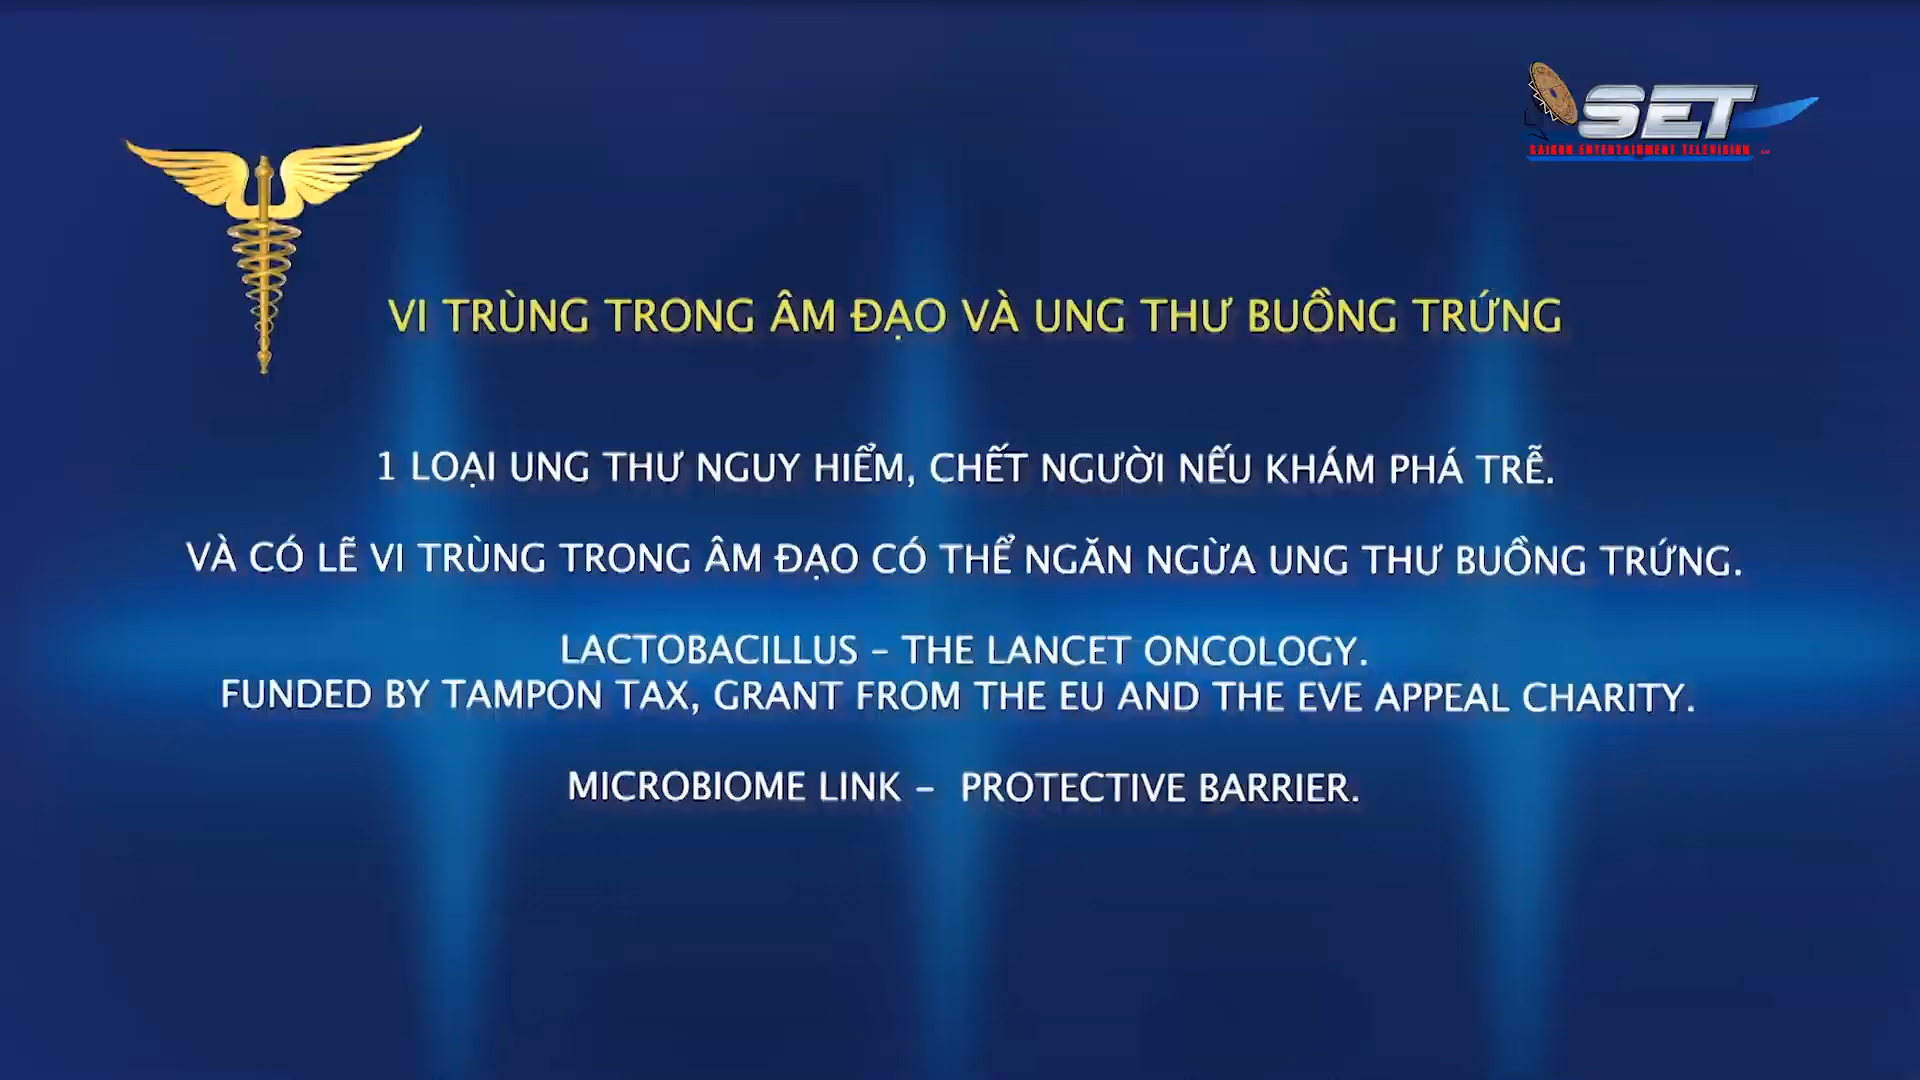 SET
SAIGON ENTERTAINMENT TELEVISION
VI TRÙNG TRONG ÂM ĐẠO VÀ UNG THƯ BUỒNG TRỨNG
1 LOẠI UNG THƯ NGUY HIỂM, CHẾT NGƯỜI NẾU KHÁM PHÁ TRỄ.
VÀ CÓ LẼ VI TRÙNG TRONG ÂM ĐẠO CÓ THỂ NGĂN NGỪA UNG THƯ BUỒNG TRỨNG.
LACTOBACILLUS – THE LANCET ONCOLOGY.
FUNDED BY TAMPON TAX, GRANT FROM THE EU AND THE EVE APPEAL CHARITY.
MICROBIOME LINK – PROTECTIVE BARRIER.